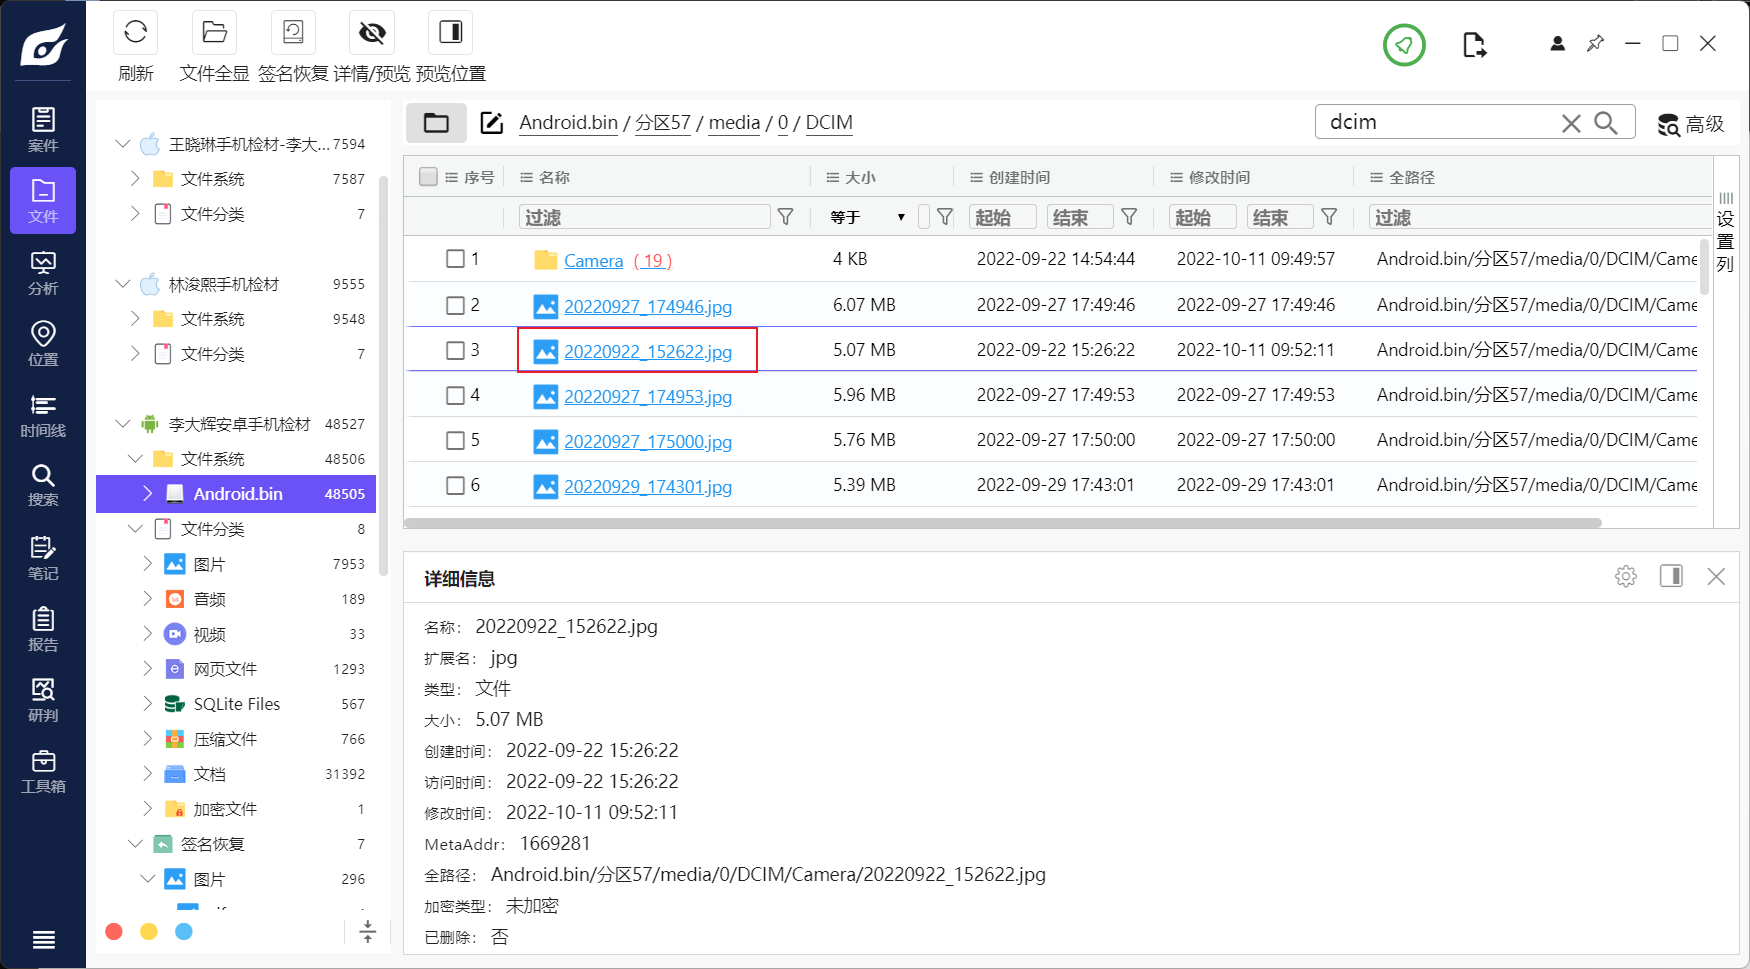 刷新 文件全显 签名恢复 详情/预览 预览位置
案件
文件
分析
位置
时间线
搜索
笔记
报告
研判
工具箱
王晓琳手机检材-李大... 7594
文件系统 7587
文件分类 7
林浚熙手机检材 9555
文件系统 9548
文件分类 7
李大辉安卓手机检材 48527
文件系统 48506
Android.bin 48505
文件分类 8
图片 7953
音频 189
视频 33
网页文件 1293
SQLite Files 567
压缩文件 766
文档 31392
加密文件 1
签名恢复 7
图片 296
Android.bin / 分区57 / media / 0 / DCIM
dcim
高级
序号 名称 大小 创建时间 修改时间 全路径
过滤 等于 起始 结束 起始 结束 过滤
1 Camera ( 19 ) 4 KB 2022-09-22 14:54:44 2022-10-11 09:49:57 Android.bin/分区57/media/0/DCIM/Came
2 20220927_174946.jpg 6.07 MB 2022-09-27 17:49:46 2022-09-27 17:49:46 Android.bin/分区57/media/0/DCIM/Came
3 20220922_152622.jpg 5.07 MB 2022-09-22 15:26:22 2022-10-11 09:52:11 Android.bin/分区57/media/0/DCIM/Came
4 20220927_174953.jpg 5.96 MB 2022-09-27 17:49:53 2022-09-27 17:49:53 Android.bin/分区57/media/0/DCIM/Came
5 20220927_175000.jpg 5.76 MB 2022-09-27 17:50:00 2022-09-27 17:50:00 Android.bin/分区57/media/0/DCIM/Came
6 20220929_174301.jpg 5.39 MB 2022-09-29 17:43:01 2022-09-29 17:43:01 Android.bin/分区57/media/0/DCIM/Came
设置列
详细信息
名称： 20220922_152622.jpg
扩展名： jpg
类型： 文件
大小： 5.07 MB
创建时间： 2022-09-22 15:26:22
访问时间： 2022-09-22 15:26:22
修改时间： 2022-10-11 09:52:11
MetaAddr： 1669281
全路径： Android.bin/分区57/media/0/DCIM/Camera/20220922_152622.jpg
加密类型： 未加密
已删除： 否